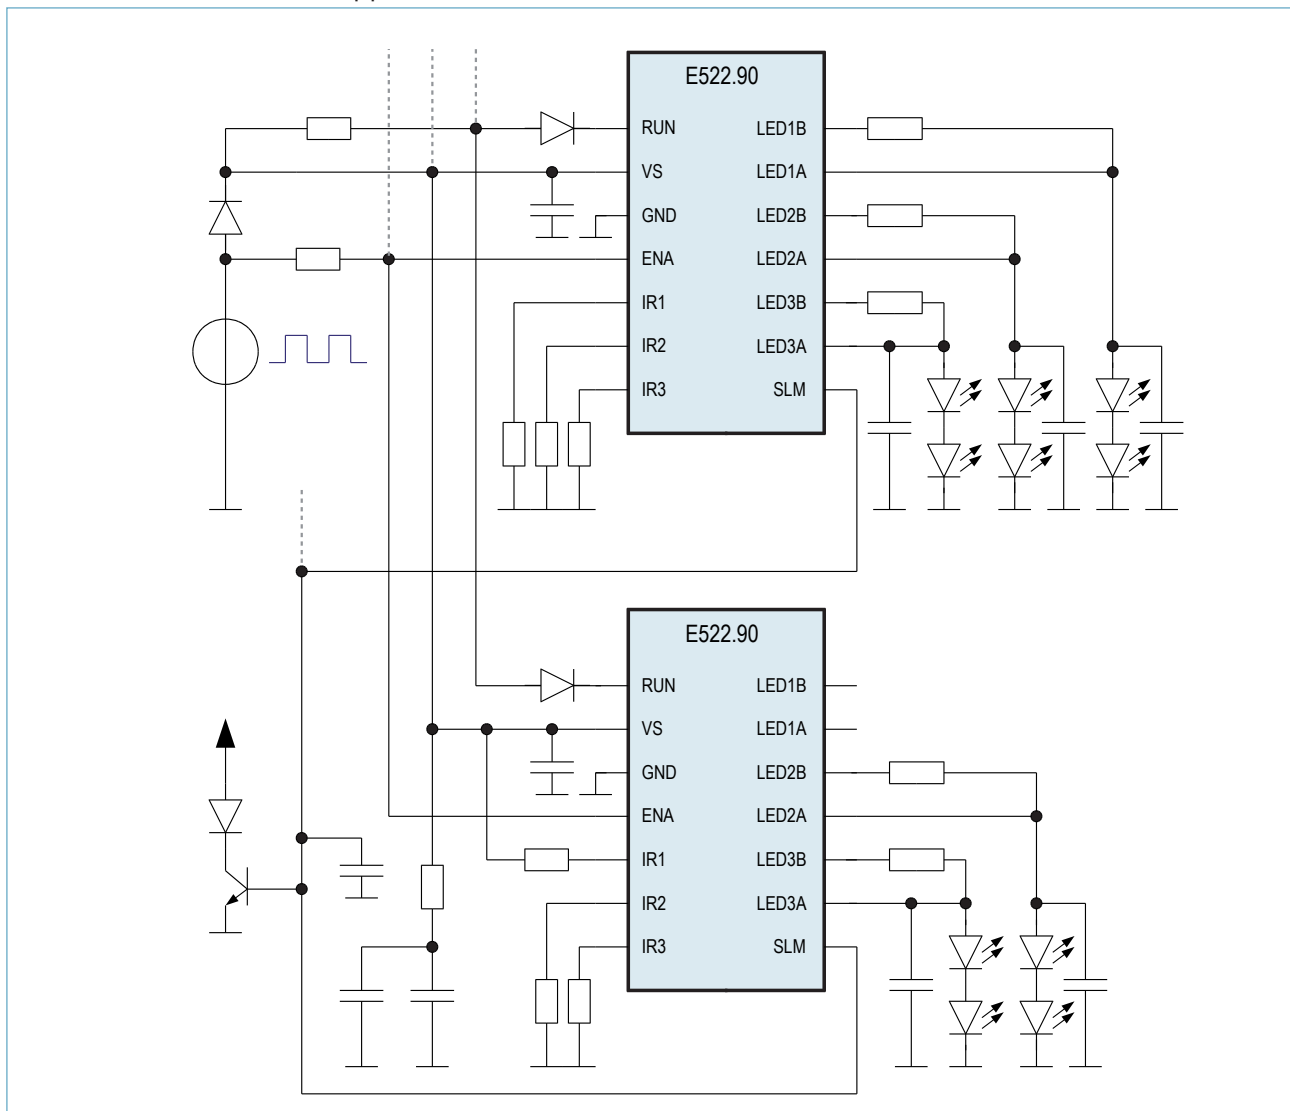 E522.90
RUN LED1B
VS LED1A
GND LED2B
ENA LED2A
IR1 LED3B
IR2 LED3A
IR3 SLM
E522.90
RUN LED1B
VS LED1A
GND LED2B
ENA LED2A
IR1 LED3B
IR2 LED3A
IR3 SLM